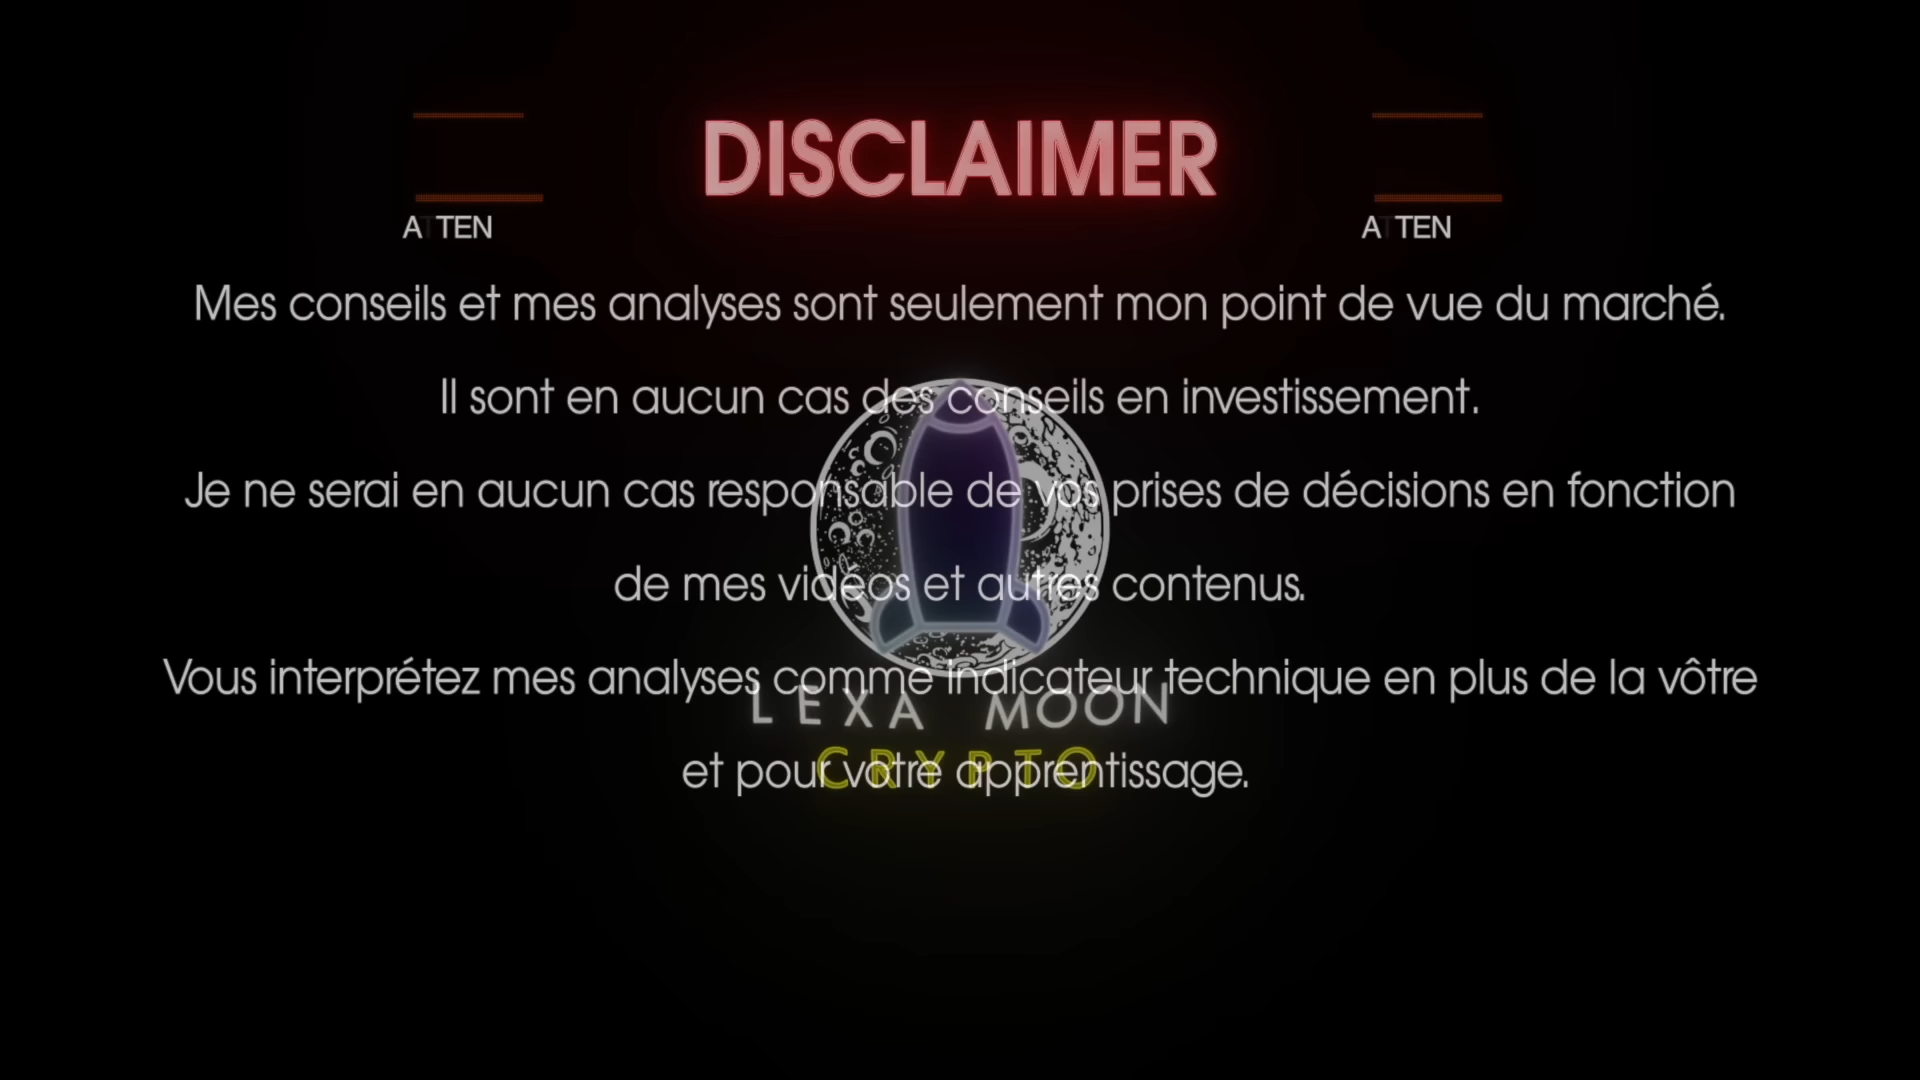 DISCLAIMER
ATTEN ATTEN
Mes conseils et mes analyses sont seulement mon point de vue du marché.
Il sont en aucun cas des conseils en investissement.
Je ne serai en aucun cas responsable de vos prises de décisions en fonction
de mes videos et autres contenus.
Vous interprétez mes analyses comme indicateur technique en plus de la vôtre
LEXA MOON
et pour votre apprentissage.
CRYPTO